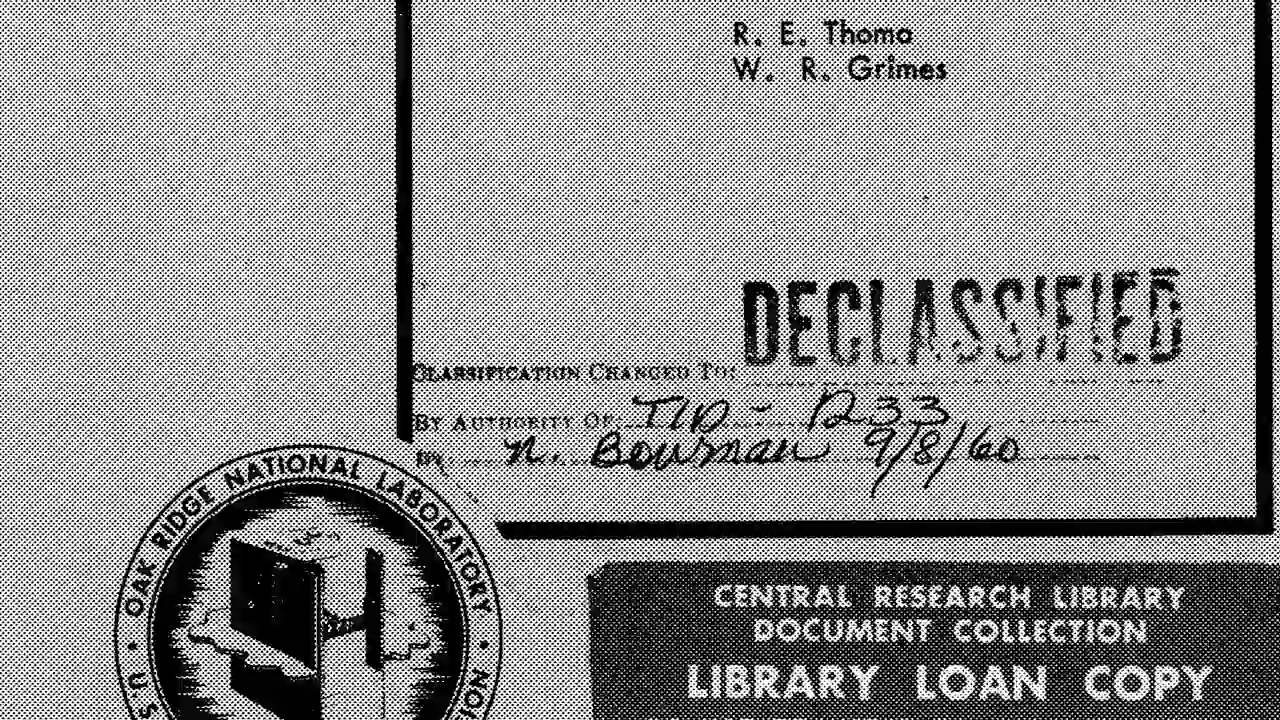 R. E. Thoma
W. R. Grimes
DECLASSIFIED
CLASSIFICATION CHANGED TO:
BY AUTHORITY OF: TID - 1233
BY: N. Bowman 9/8/60
OAK RIDGE NATIONAL LABORATORY
CENTRAL RESEARCH LIBRARY
DOCUMENT COLLECTION
LIBRARY LOAN COPY